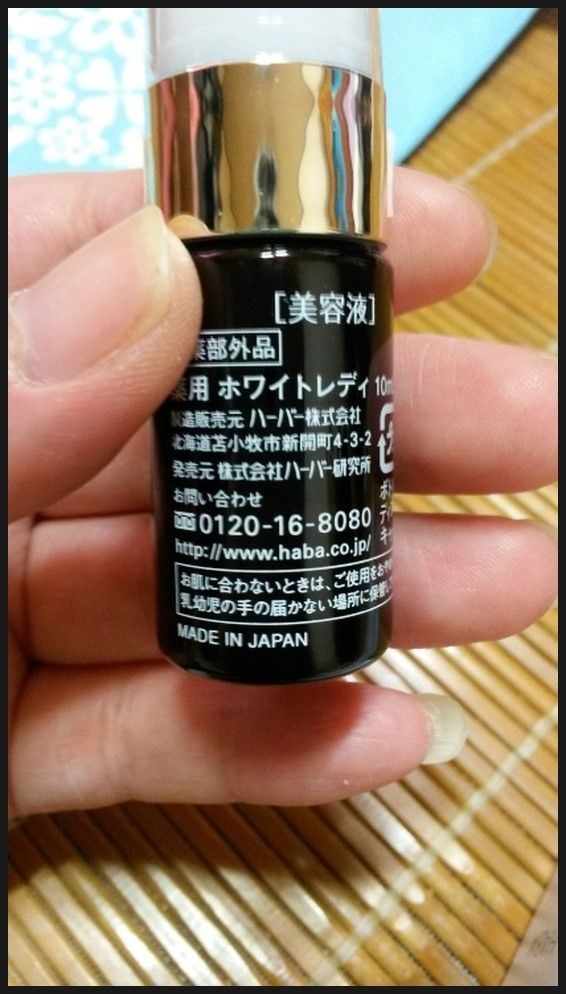 [美容液]
薬部外品
薬用 ホワイトレディ 10m
製造販売元 ハーバー株式会社
北海道苫小牧市新開町4-3-2
発売元 株式会社ハーバー研究所
お問い合わせ
0120-16-8080
http://www.haba.co.jp/
お肌に合わないときは、ご使用をおや
乳幼児の手の届かない場所に保管し
MADE IN JAPAN